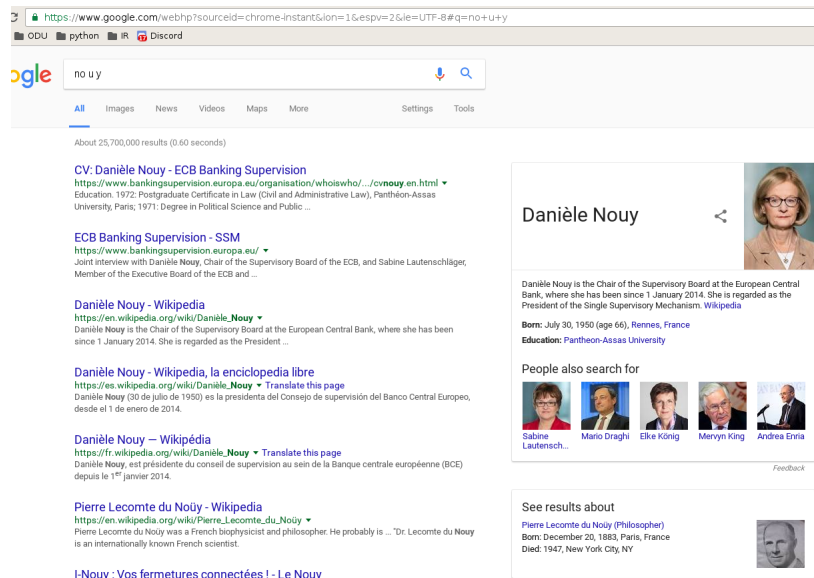 https://www.google.com/webhp?sourceid=chrome-instant&ion=1&espv=2&ie=UTF-8#q=no+u+y
ODU python IR Discord
ogle
no u y
All Images News Videos Maps More Settings Tools
About 25,700,000 results (0.60 seconds)
CV: Danièle Nouy - ECB Banking Supervision
https://www.bankingsupervision.europa.eu/organisation/whoiswho/.../cvnouy.en.html
Education. 1972: Postgraduate Certificate in Law (Civil and Administrative Law), Panthéon-Assas
University, Paris; 1971: Degree in Political Science and Public ...
ECB Banking Supervision - SSM
https://www.bankingsupervision.europa.eu/
Joint interview with Danièle Nouy, Chair of the Supervisory Board of the ECB, and Sabine Lautenschläger,
Member of the Executive Board of the ECB and ...
Danièle Nouy - Wikipedia
https://en.wikipedia.org/wiki/Danièle_Nouy
Danièle Nouy is the Chair of the Supervisory Board at the European Central Bank, where she has been
since 1 January 2014. She is regarded as the President ...
Danièle Nouy - Wikipedia, la enciclopedia libre
https://es.wikipedia.org/wiki/Danièle_Nouy Translate this page
Danièle Nouy (30 de julio de 1950) es la presidenta del Consejo de supervisión del Banco Central Europeo,
desde el 1 de enero de 2014.
Danièle Nouy — Wikipédia
https://fr.wikipedia.org/wiki/Danièle_Nouy Translate this page
Danièle Nouy, est présidente du conseil de supervision au sein de la Banque centrale européenne (BCE)
depuis le 1er janvier 2014.
Pierre Lecomte du Noüy - Wikipedia
https://en.wikipedia.org/wiki/Pierre_Lecomte_du_Noüy
Pierre Lecomte du Noüy was a French biophysicist and philosopher. He probably is ... "Dr. Lecomte du Nouy
is an internationally known French scientist.
I-Nouy : Vos fermetures connectées ! - Le Nouy
Danièle Nouy
Danièle Nouy is the Chair of the Supervisory Board at the European Central
Bank, where she has been since 1 January 2014. She is regarded as the
President of the Single Supervisory Mechanism. Wikipedia
Born: July 30, 1950 (age 66), Rennes, France
Education: Pantheon-Assas University
People also search for
Sabine Lautensch...
Mario Draghi
Elke König
Mervyn King
Andrea Enria
Feedback
See results about
Pierre Lecomte du Noüy (Philosopher)
Born: December 20, 1883, Paris, France
Died: 1947, New York City, NY